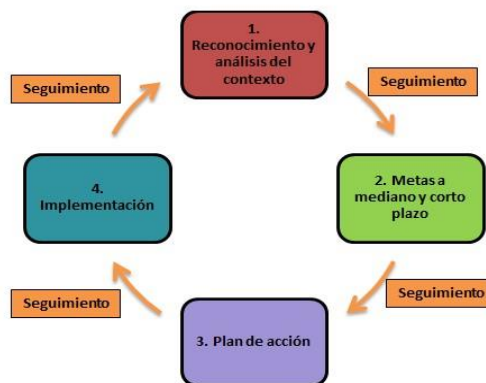 1.
Reconocimiento y
análisis del
contexto
Seguimiento
Seguimiento
4.
Implementación
2. Metas a
mediano y corto
plazo
Seguimiento
Seguimiento
3. Plan de acción